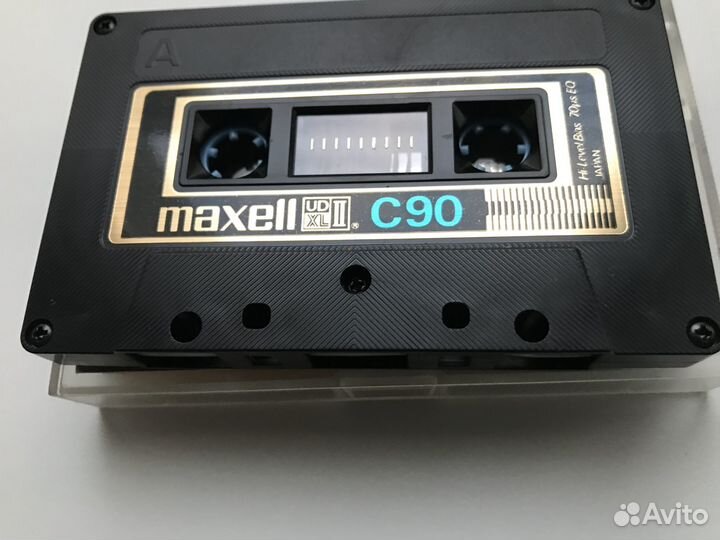 A
maxell UD XL II ® C90
Hi-Level Bias 70μs EQ
JAPAN
Avito